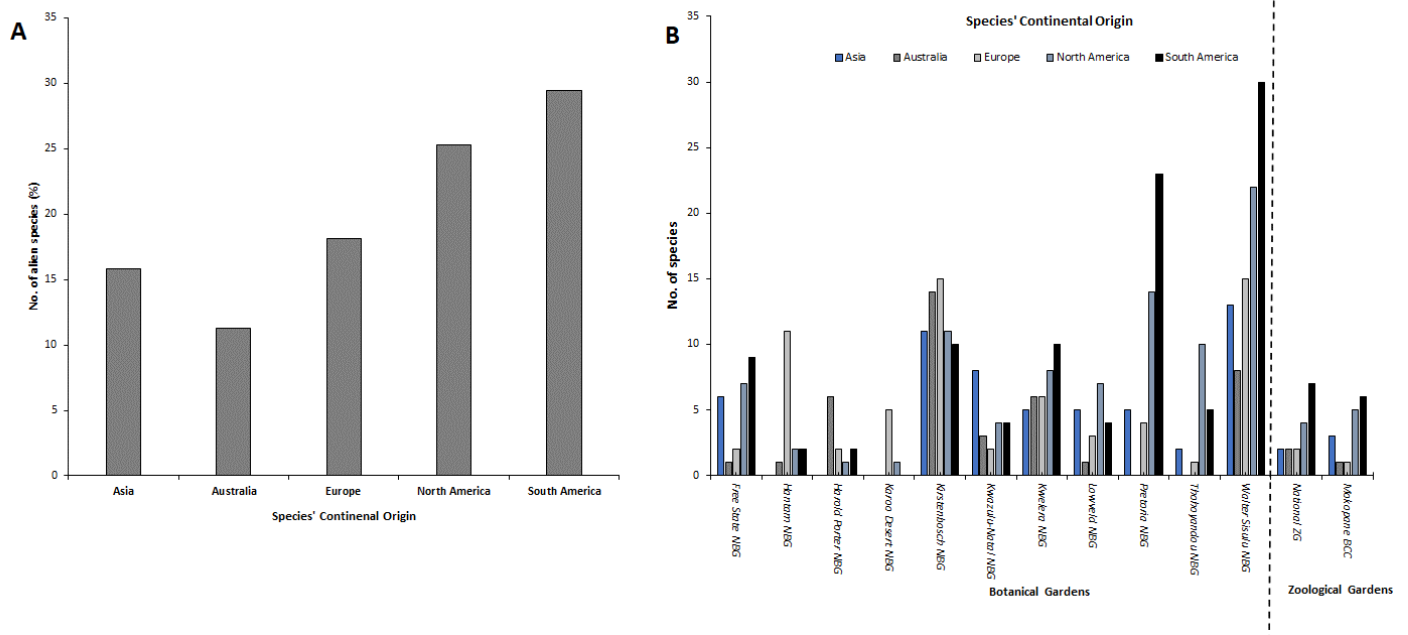 A
35
30
25
20
15
10
5
0
No. of alien species (%)
Asia
Australia
Europe
North America
South America
Species' Continenal Origin
B
Species' Continental Origin
Asia
Australia
Europe
North America
South America
35
30
25
20
15
10
5
0
No. of species
Free State NBG
Hantam NBG
Harold Porter NBG
Karoo Desert NBG
Kirstenbosch NBG
Kwazulu-Natal NBG
Kwelera NBG
Lowveld NBG
Pretoria NBG
Thohoyandou NBG
Walter Sisulu NBG
National ZG
Mokopane BCC
Botanical Gardens
Zoological Gardens